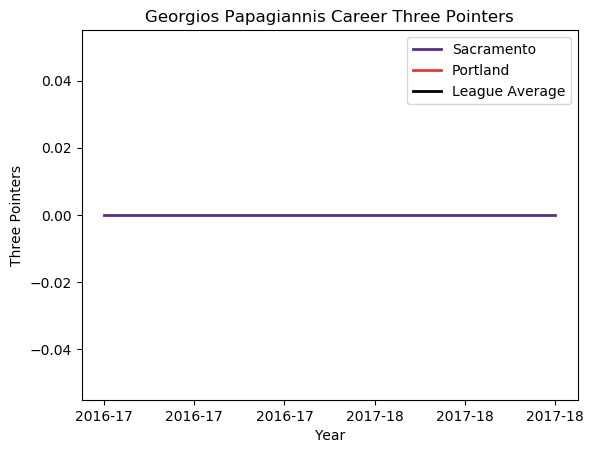 Georgios Papagiannis Career Three Pointers
Sacramento
Portland
League Average
0.04
0.02
0.00
−0.02
−0.04
Three Pointers
2016-17 2016-17 2016-17 2017-18 2017-18 2017-18
Year